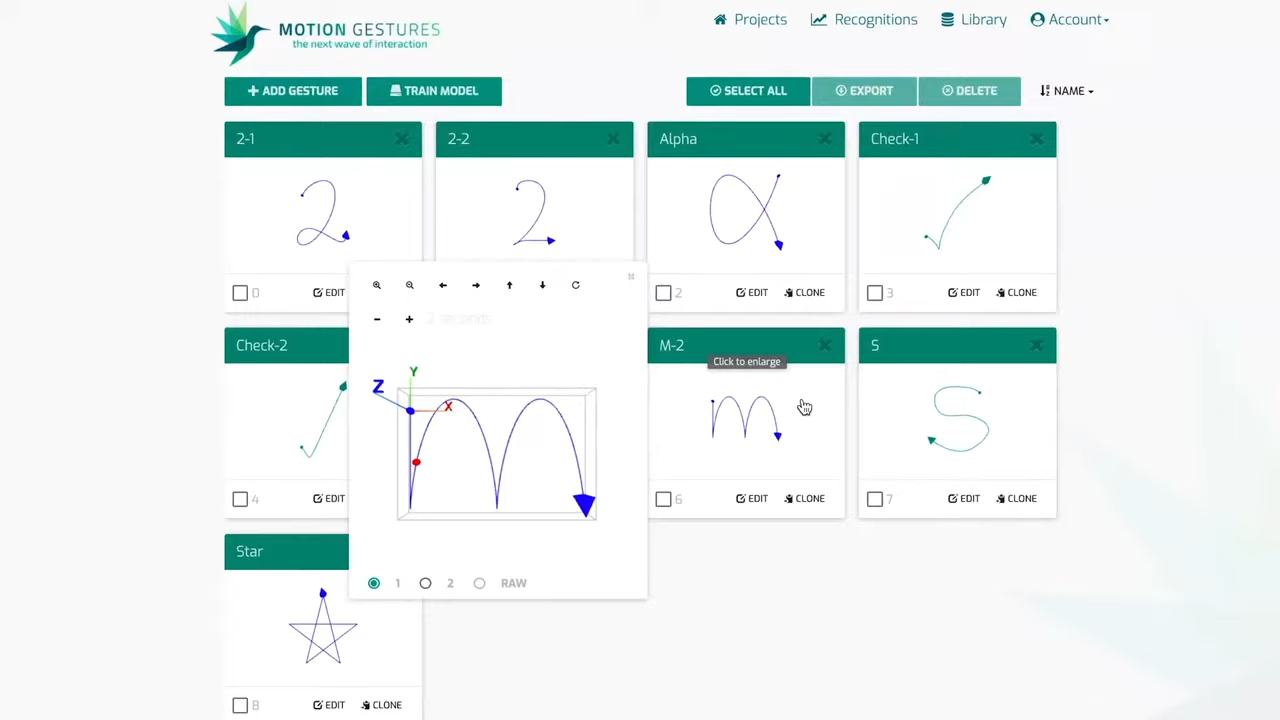 MOTION GESTURES
the next wave of interaction
Projects
Recognitions
Library
Account
ADD GESTURE
TRAIN MODEL
SELECT ALL
EXPORT
DELETE
NAME
2-1
2-2
Alpha
Check-1
0
EDIT
2
EDIT
CLONE
3
EDIT
CLONE
2 seconds
Check-2
M-2
Click to enlarge
S
Y
Z
X
4
EDIT
6
EDIT
CLONE
7
EDIT
CLONE
Star
1
2
RAW
8
EDIT
CLONE